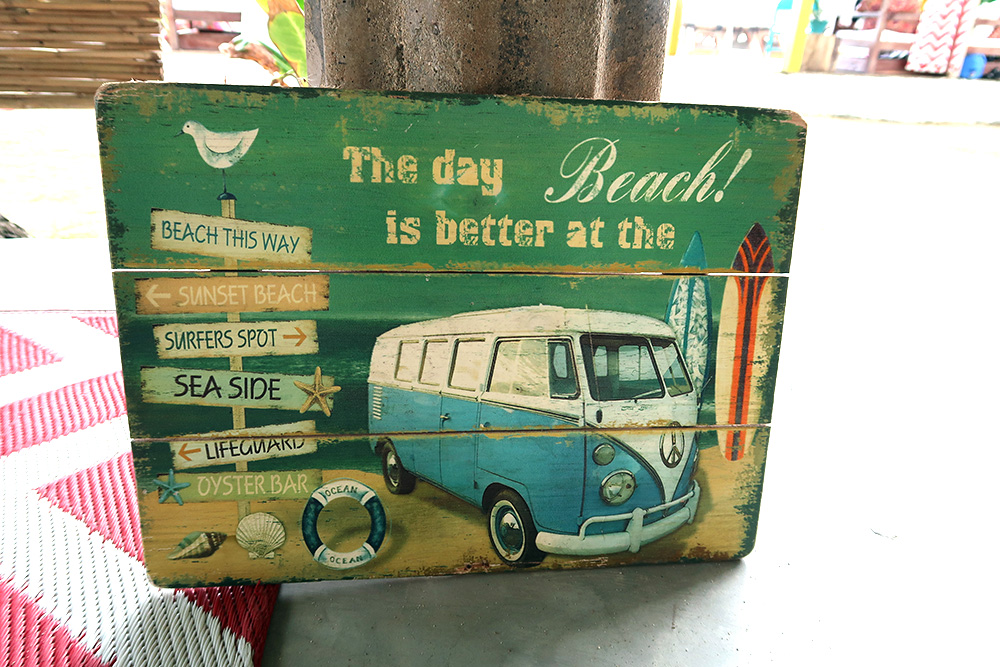 The day Beach!
is better at the
BEACH THIS WAY
SUNSET BEACH
SURFERS SPOT
SEA SIDE
LIFEGUARD
OYSTER BAR
OCEAN
OCEAN